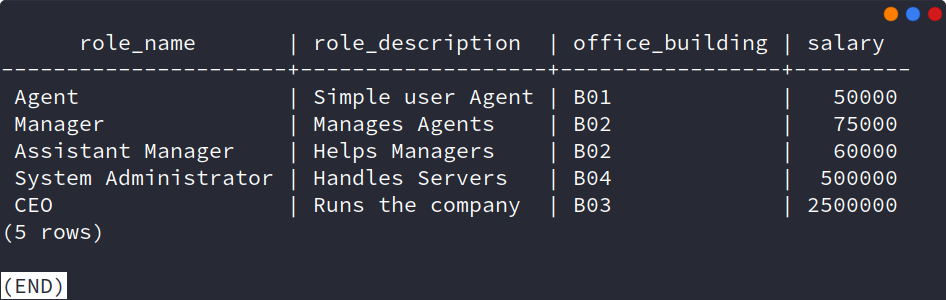 role_name       | role_description  | office_building | salary
----------------------+-------------------+-----------------+---------
 Agent                | Simple user Agent | B01             |   50000
 Manager              | Manages Agents    | B02             |   75000
 Assistant Manager    | Helps Managers    | B02             |   60000
 System Administrator | Handles Servers   | B04             |  500000
 CEO                  | Runs the company  | B03             | 2500000
(5 rows)

(END)